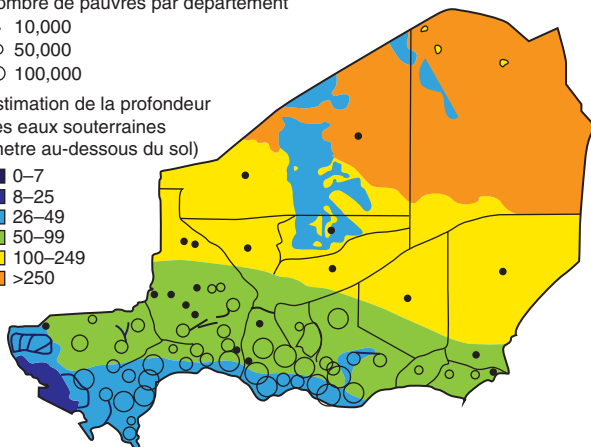 ombre de pauvres par département
10,000
50,000
100,000
stimation de la profondeur
es eaux souterraines
metre au-dessous du sol)
0–7
8–25
26–49
50–99
100–249
>250